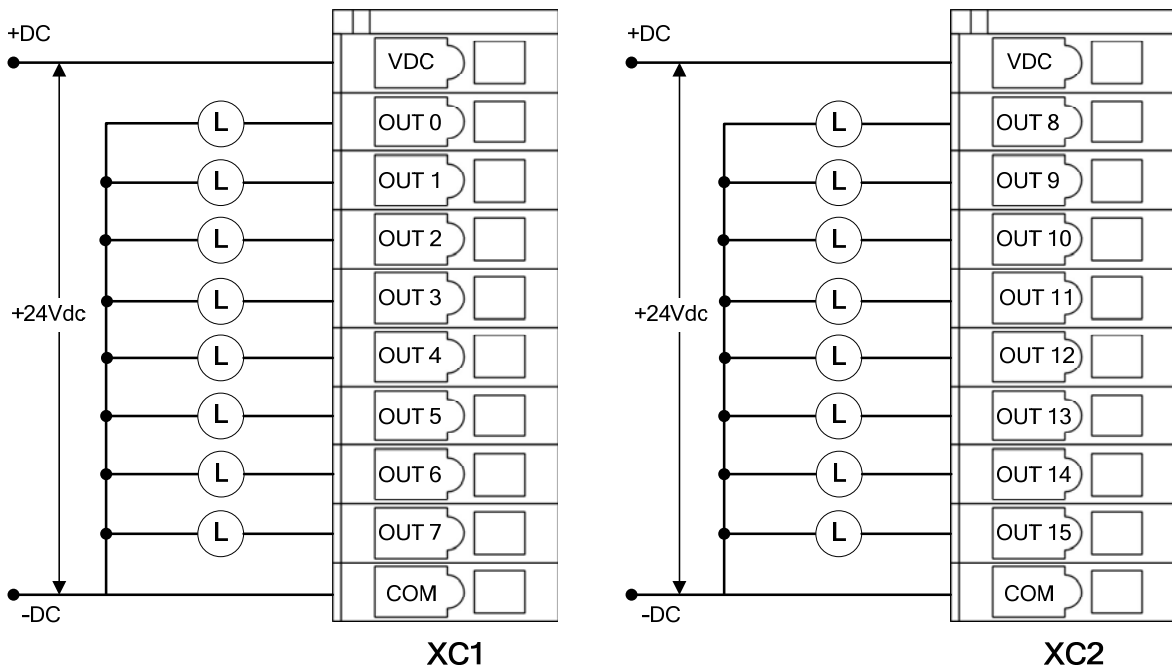 +DC
VDC
L OUT 0
L OUT 1
L OUT 2
L OUT 3
+24Vdc
L OUT 4
L OUT 5
L OUT 6
L OUT 7
COM
-DC
XC1
+DC
VDC
L OUT 8
L OUT 9
L OUT 10
L OUT 11
+24Vdc
L OUT 12
L OUT 13
L OUT 14
L OUT 15
COM
-DC
XC2